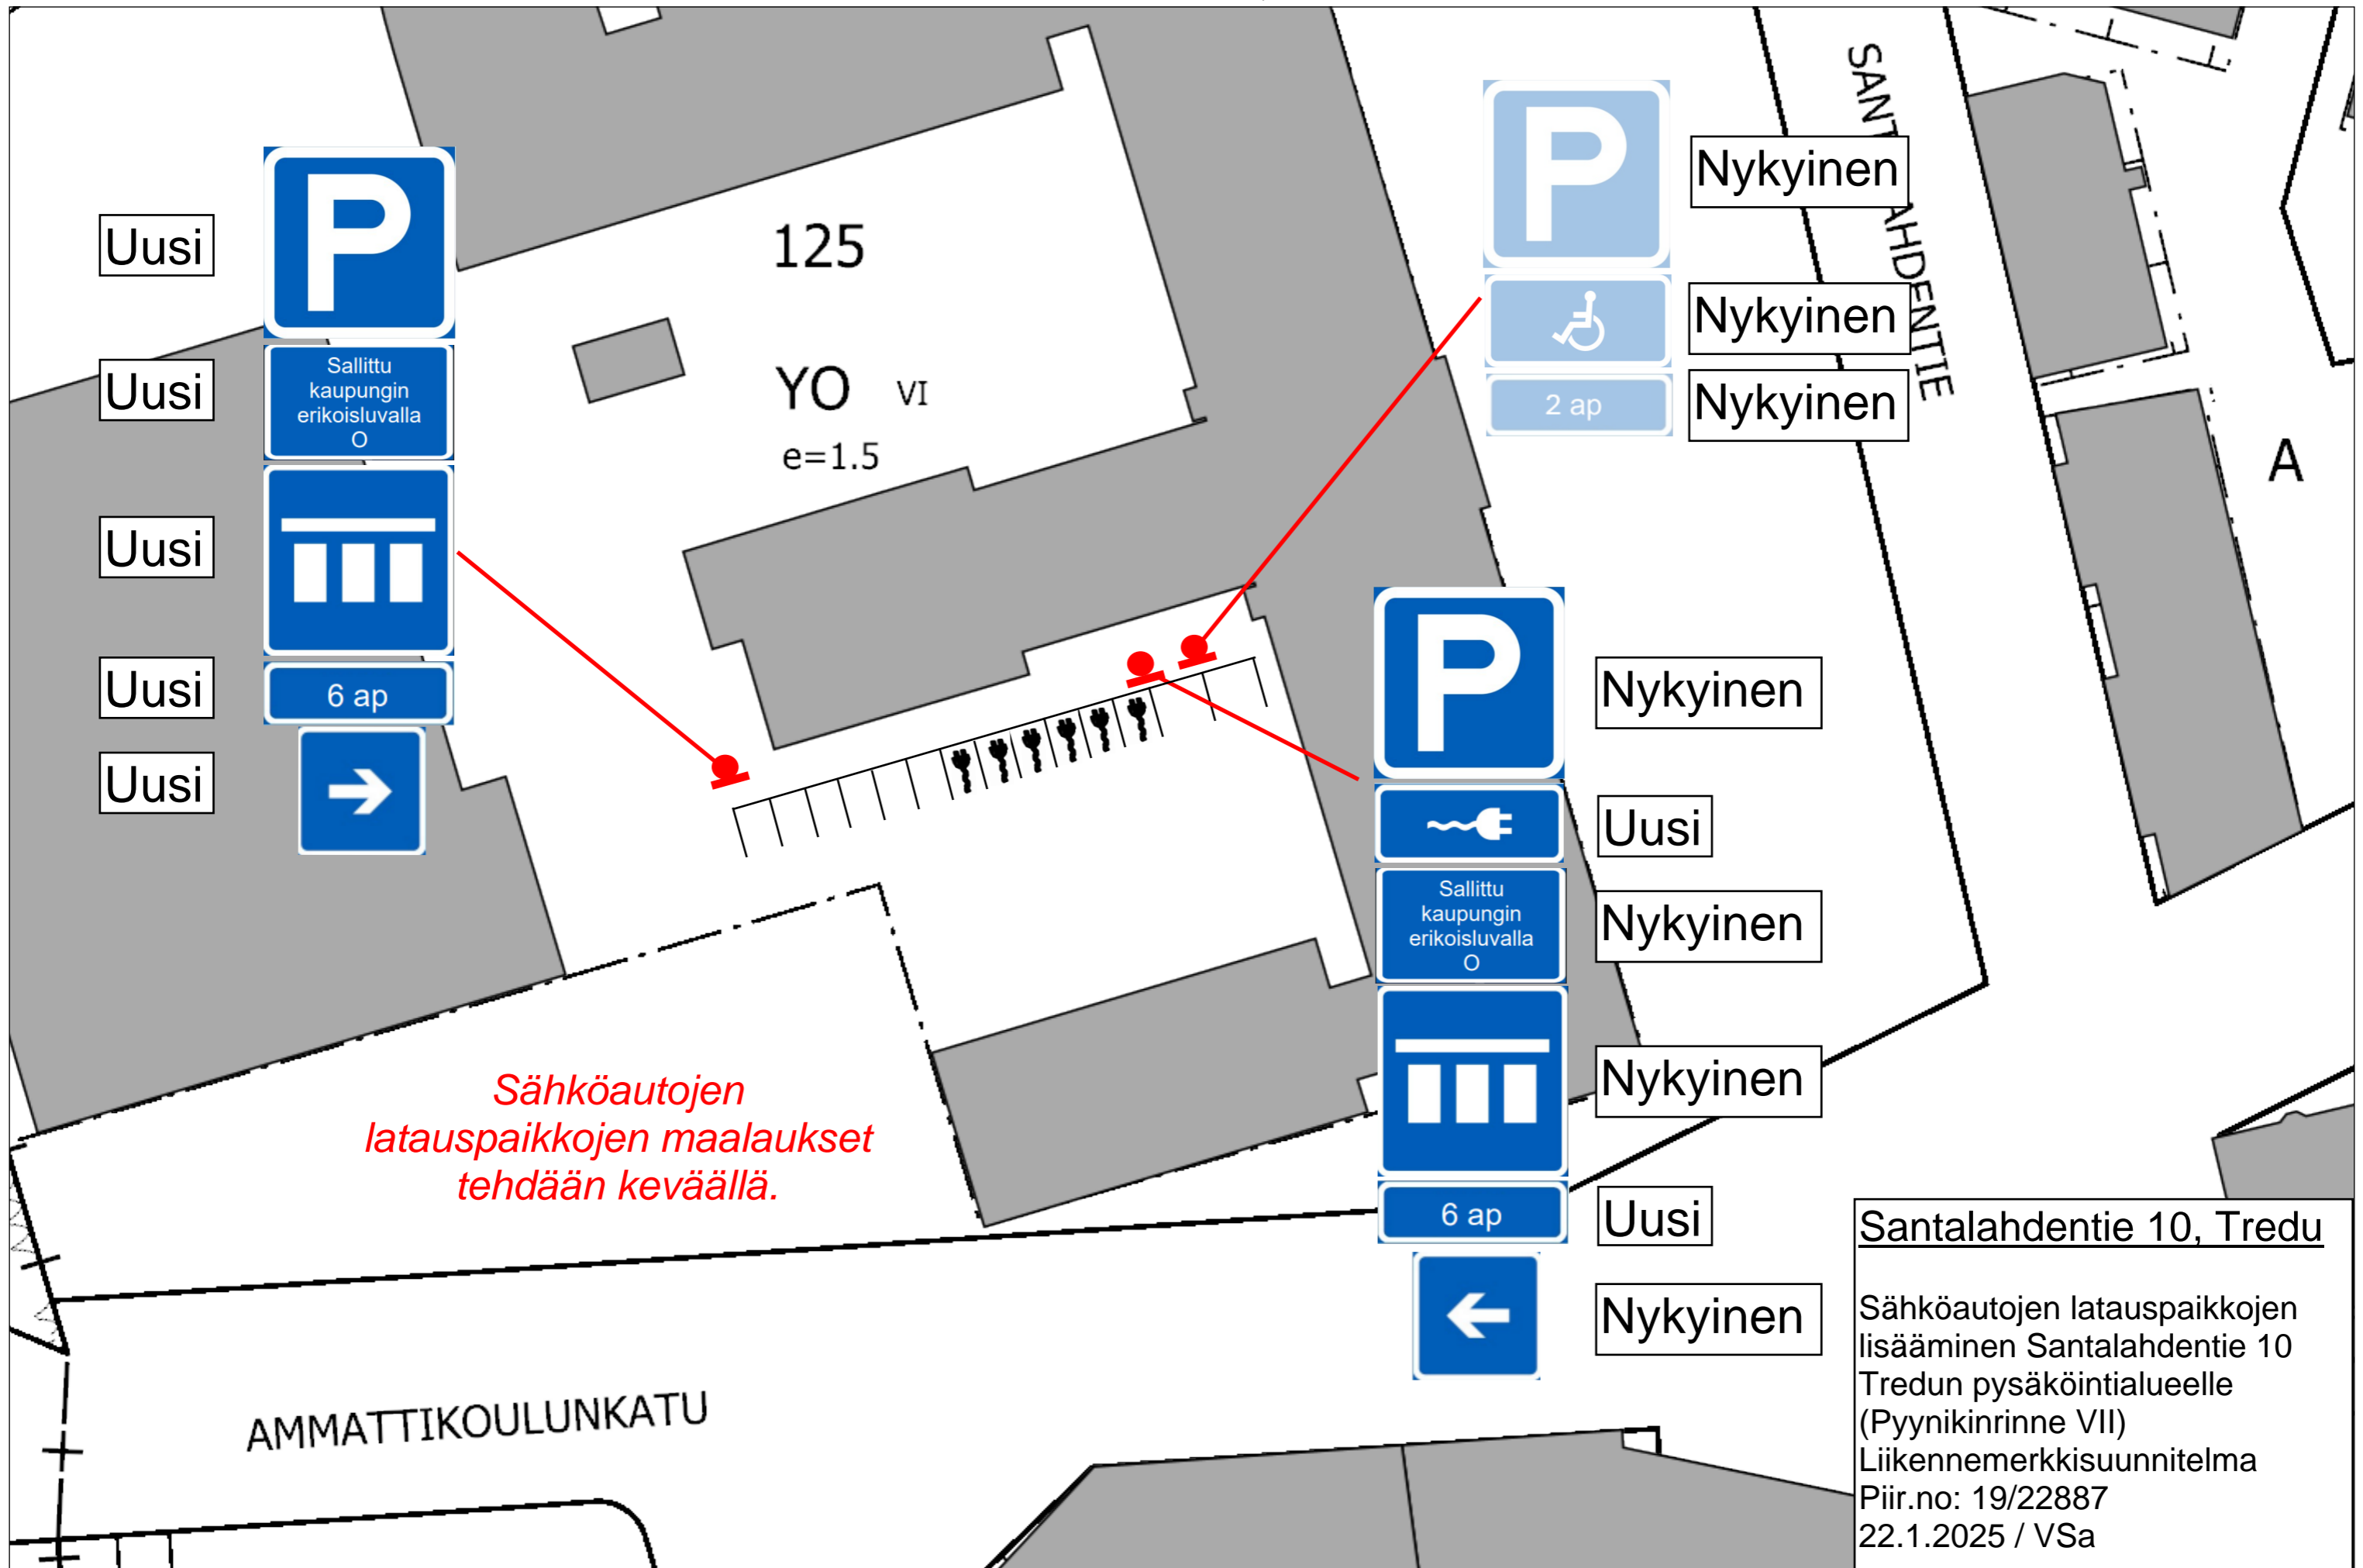 Uusi
Uusi
Uusi
Uusi
Uusi
P
Sallittu
kaupungin
erikoisluvalla
O
6 ap
125
YO VI
e=1.5
P
2 ap
Nykyinen
Nykyinen
Nykyinen
A
P
Sallittu
kaupungin
erikoisluvalla
O
6 ap
Nykyinen
Uusi
Nykyinen
Nykyinen
Uusi
Nykyinen
Sähköautojen
latauspaikkojen maalaukset
tehdään keväällä.
AMMATTIKOULUNKATU
Santalahdentie 10, Tredu
Sähköautojen latauspaikkojen
lisääminen Santalahdentie 10
Tredun pysäköintialueelle
(Pyynikinrinne VII)
Liikennemerkkisuunnitelma
Piir.no: 19/22887
22.1.2025 / VSa